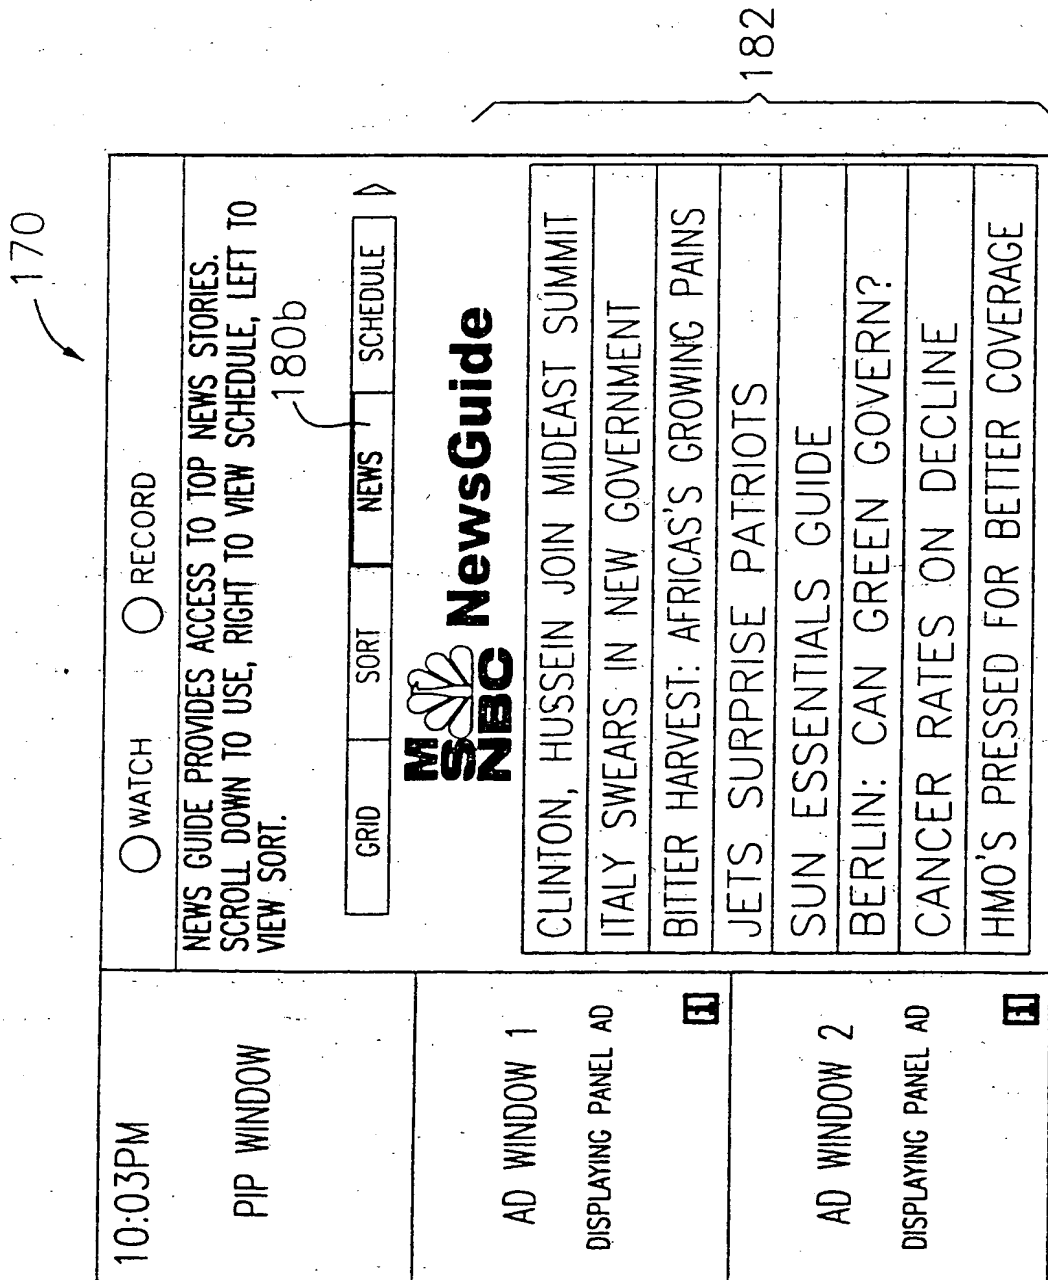 170
10:03PM
PIP WINDOW
AD WINDOW 1
DISPLAYING PANEL AD
i
AD WINDOW 2
DISPLAYING PANEL AD
i
WATCH
RECORD
NEWS GUIDE PROVIDES ACCESS TO TOP NEWS STORIES.
SCROLL DOWN TO USE, RIGHT TO VIEW SCHEDULE, LEFT TO
VIEW SORT.
180b
GRID SORT NEWS SCHEDULE
MSNBC NewsGuide
CLINTON, HUSSEIN JOIN MIDEAST SUMMIT
ITALY SWEARS IN NEW GOVERNMENT
BITTER HARVEST: AFRICAS'S GROWING PAINS
JETS SURPRISE PATRIOTS
SUN ESSENTIALS GUIDE
BERLIN: CAN GREEN GOVERN?
CANCER RATES ON DECLINE
HMO'S PRESSED FOR BETTER COVERAGE
182